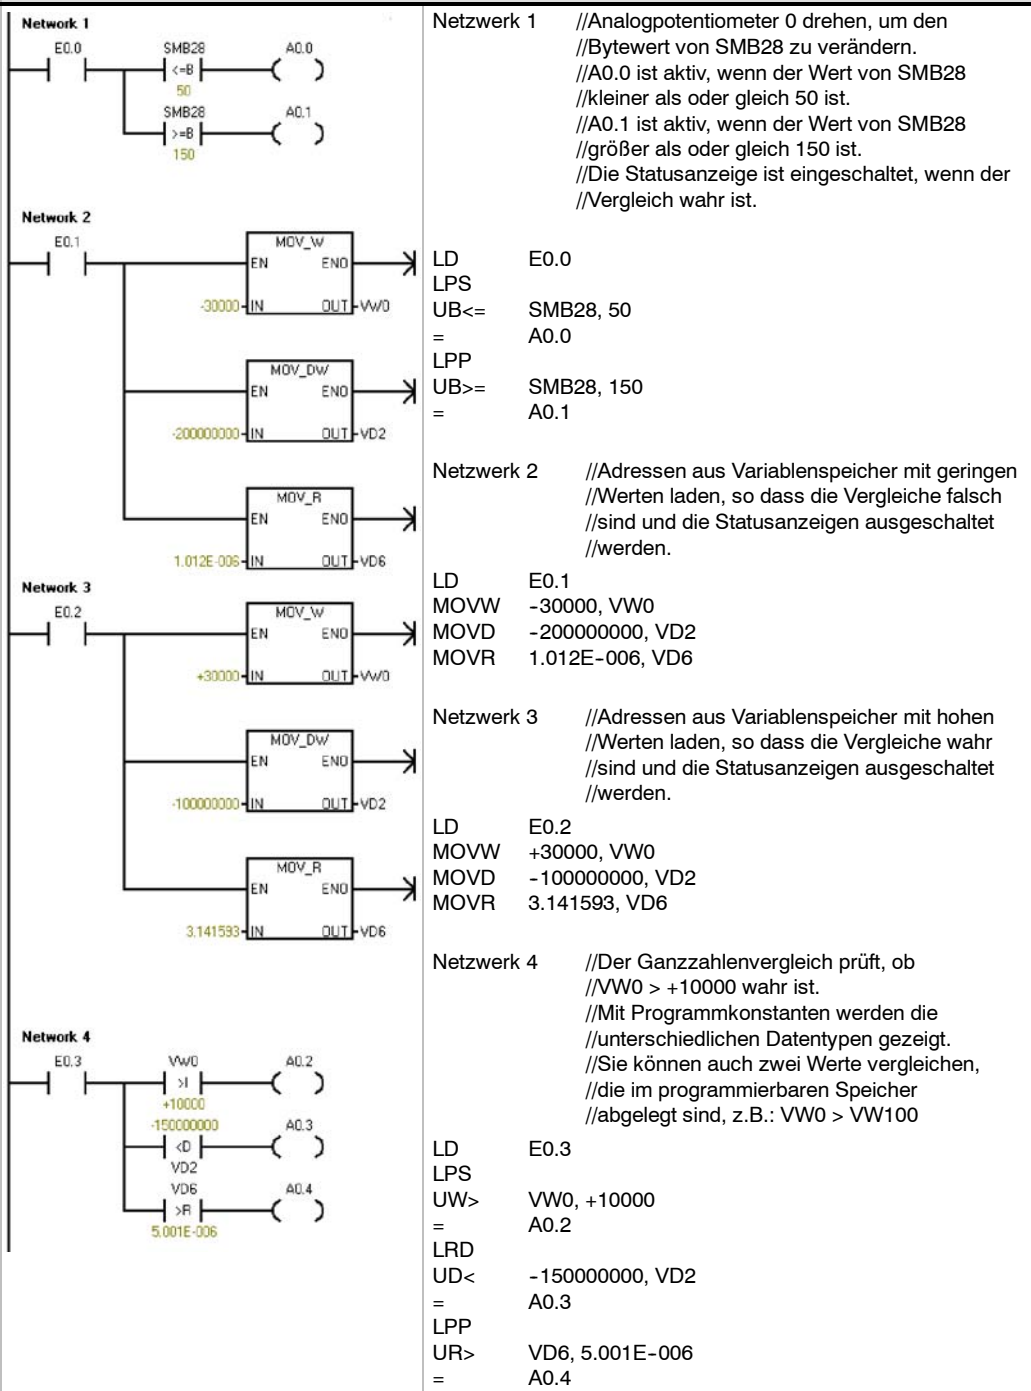 Network 1
E0.0
SMB28
A0.0
<=B
50
SMB28
A0.1
>=B
150
Network 2
E0.1
MOV_W
EN ENO
-30000 IN OUT VW0
MOV_DW
EN ENO
-200000000 IN OUT VD2
MOV_R
EN ENO
1.012E-006 IN OUT VD6
Network 3
E0.2
MOV_W
EN ENO
+30000 IN OUT VW0
MOV_DW
EN ENO
-100000000 IN OUT VD2
MOV_R
EN ENO
3.141593 IN OUT VD6
Network 4
E0.3
VW0
A0.2
>I
+10000
-150000000
A0.3
<D
VD2
VD6
A0.4
>R
5.001E-006
Netzwerk 1 //Analogpotentiometer 0 drehen, um den
//Bytewert von SMB28 zu verändern.
//A0.0 ist aktiv, wenn der Wert von SMB28
//kleiner als oder gleich 50 ist.
//A0.1 ist aktiv, wenn der Wert von SMB28
//größer als oder gleich 150 ist.
//Die Statusanzeige ist eingeschaltet, wenn der
//Vergleich wahr ist.
LD E0.0
LPS
UB<= SMB28, 50
= A0.0
LPP
UB>= SMB28, 150
= A0.1
Netzwerk 2 //Adressen aus Variablenspeicher mit geringen
//Werten laden, so dass die Vergleiche falsch
//sind und die Statusanzeigen ausgeschaltet
//werden.
LD E0.1
MOVW -30000, VW0
MOVD -200000000, VD2
MOVR 1.012E-006, VD6
Netzwerk 3 //Adressen aus Variablenspeicher mit hohen
//Werten laden, so dass die Vergleiche wahr
//sind und die Statusanzeigen ausgeschaltet
//werden.
LD E0.2
MOVW +30000, VW0
MOVD -100000000, VD2
MOVR 3.141593, VD6
Netzwerk 4 //Der Ganzzahlenvergleich prüft, ob
//VW0 > +10000 wahr ist.
//Mit Programmkonstanten werden die
//unterschiedlichen Datentypen gezeigt.
//Sie können auch zwei Werte vergleichen,
//die im programmierbaren Speicher
//abgelegt sind, z.B.: VW0 > VW100
LD E0.3
LPS
UW> VW0, +10000
= A0.2
LRD
UD< -150000000, VD2
= A0.3
LPP
UR> VD6, 5.001E-006
= A0.4